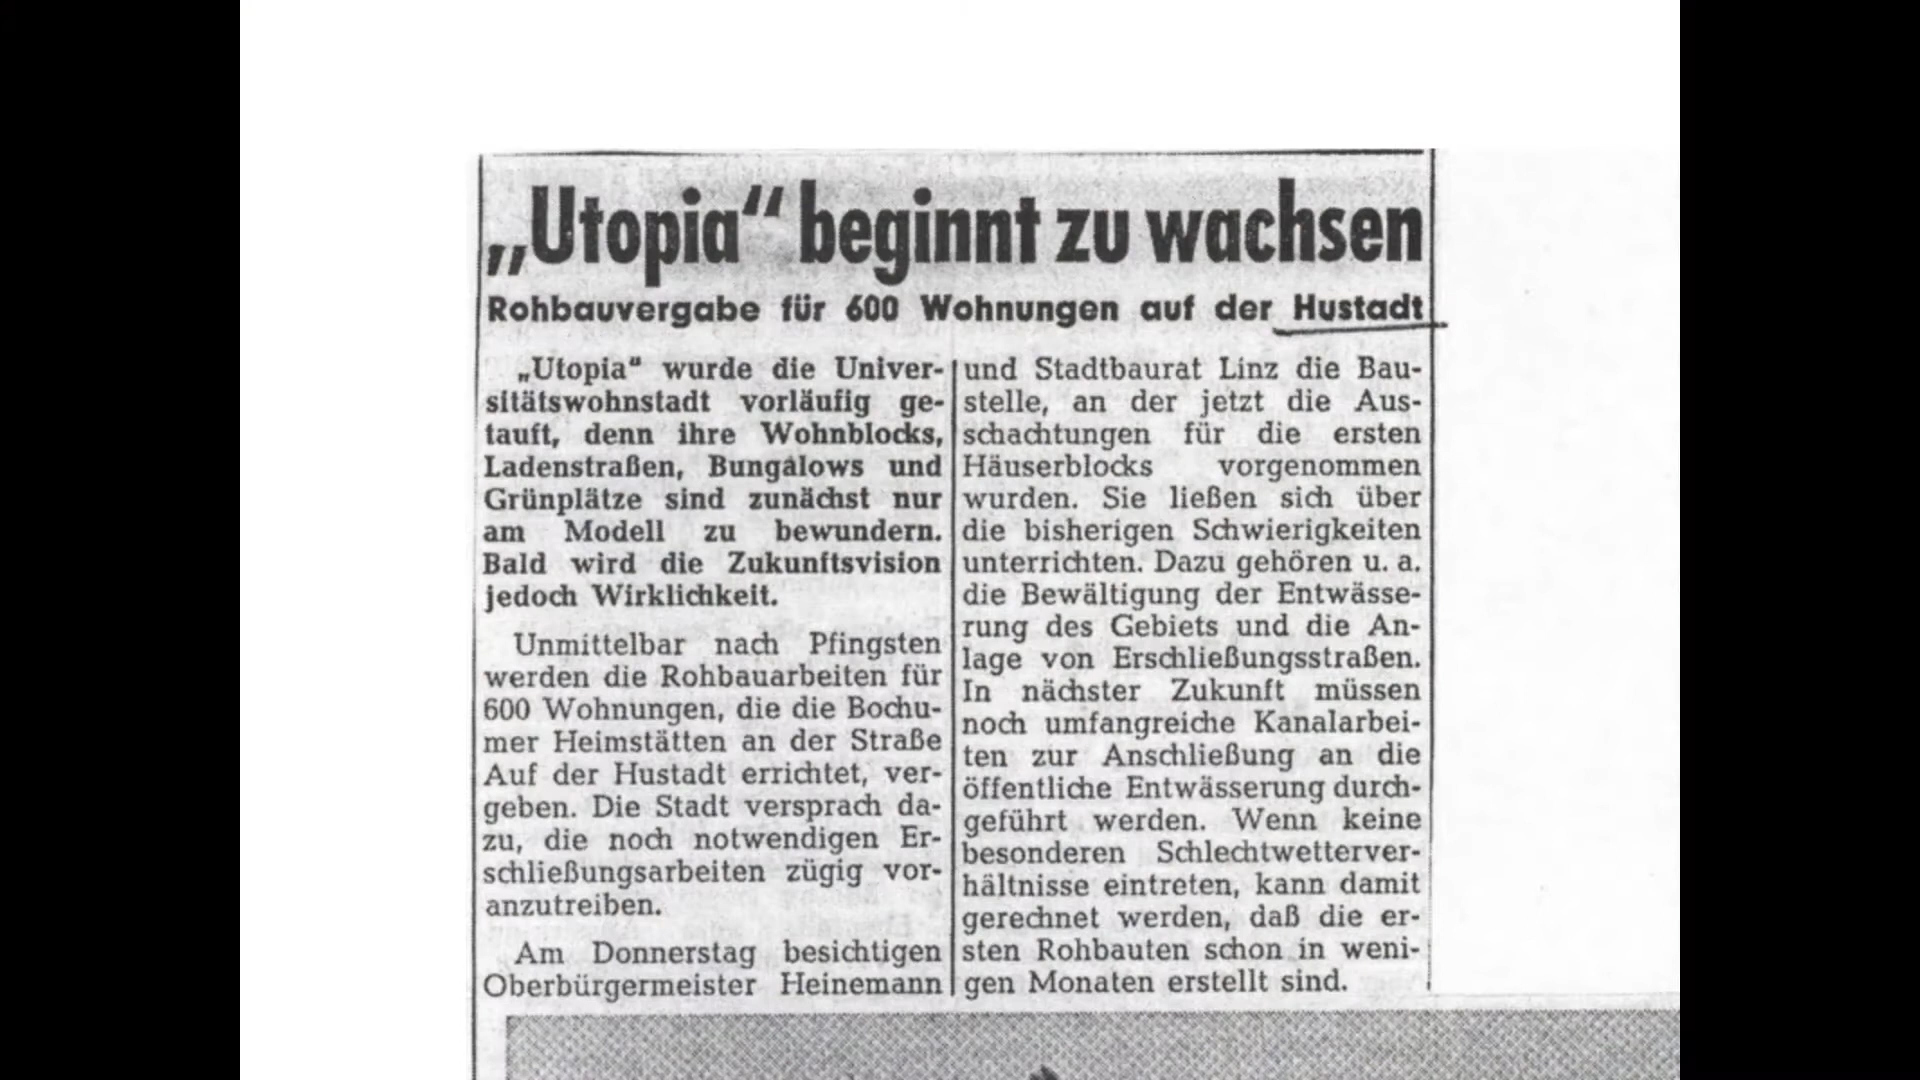 „Utopia“ beginnt zu wachsen
Rohbauvergabe für 600 Wohnungen auf der Hustadt
„Utopia“ wurde die Univer-
sitätswohnstadt vorläufig ge-
tauft, denn ihre Wohnblocks,
Ladenstraßen, Bungalows und
Grünplätze sind zunächst nur
am Modell zu bewundern.
Bald wird die Zukunftsvision
jedoch Wirklichkeit.
Unmittelbar nach Pfingsten
werden die Rohbauarbeiten für
600 Wohnungen, die die Bochu-
mer Heimstätten an der Straße
Auf der Hustadt errichtet, ver-
geben. Die Stadt versprach da-
zu, die noch notwendigen Er-
schließungsarbeiten zügig vor-
anzutreiben.
Am Donnerstag besichtigen
Oberbürgermeister Heinemann
und Stadtbaurat Linz die Bau-
stelle, an der jetzt die Aus-
schachtungen für die ersten
Häuserblocks vorgenommen
wurden. Sie ließen sich über
die bisherigen Schwierigkeiten
unterrichten. Dazu gehören u. a.
die Bewältigung der Entwässe-
rung des Gebiets und die An-
lage von Erschließungsstraßen.
In nächster Zukunft müssen
noch umfangreiche Kanalarbei-
ten zur Anschließung an die
öffentliche Entwässerung durch-
geführt werden. Wenn keine
besonderen Schlechtwetterver-
hältnisse eintreten, kann damit
gerechnet werden, daß die er-
sten Rohbauten schon in weni-
gen Monaten erstellt sind.